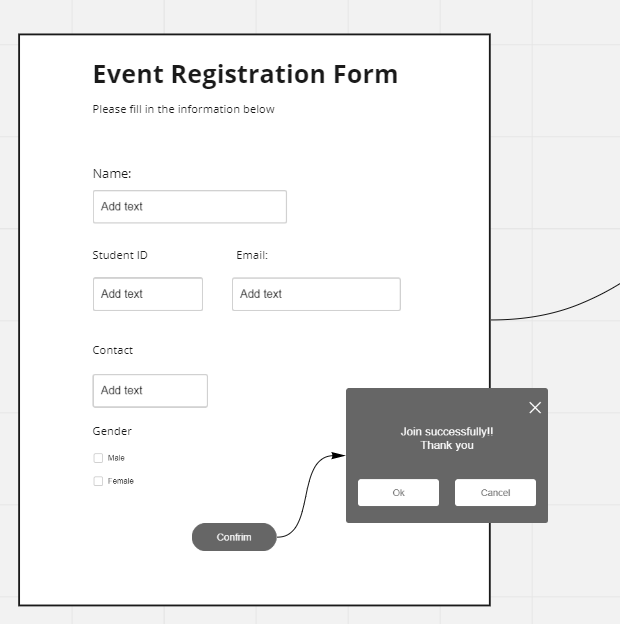 Event Registration Form
Please fill in the information below
Name:
Add text
Student ID
Email:
Add text
Add text
Contact
Add text
Gender
Male
Female
Confrim
Join successfully!!
Thank you
Ok
Cancel